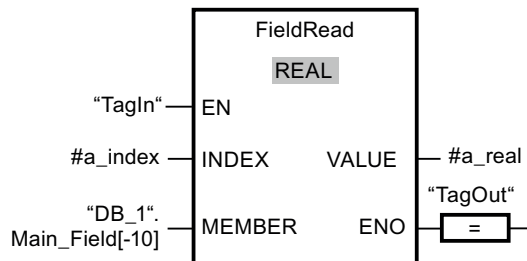 FieldRead
REAL
“TagIn“
EN
#a_index
INDEX
VALUE
#a_real
“TagOut“
“DB_1“.
Main_Field[-10]
MEMBER
ENO
=